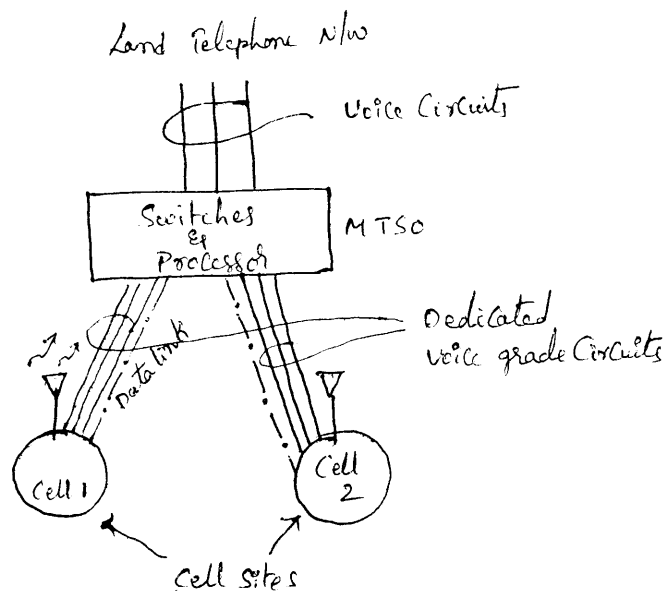 Land Telephone N/W
Voice Circuits
Switches
&
Processor
MTSO
Dedicated
Voice grade Circuits
Data link
Cell 1
Cell
2
Cell Sites